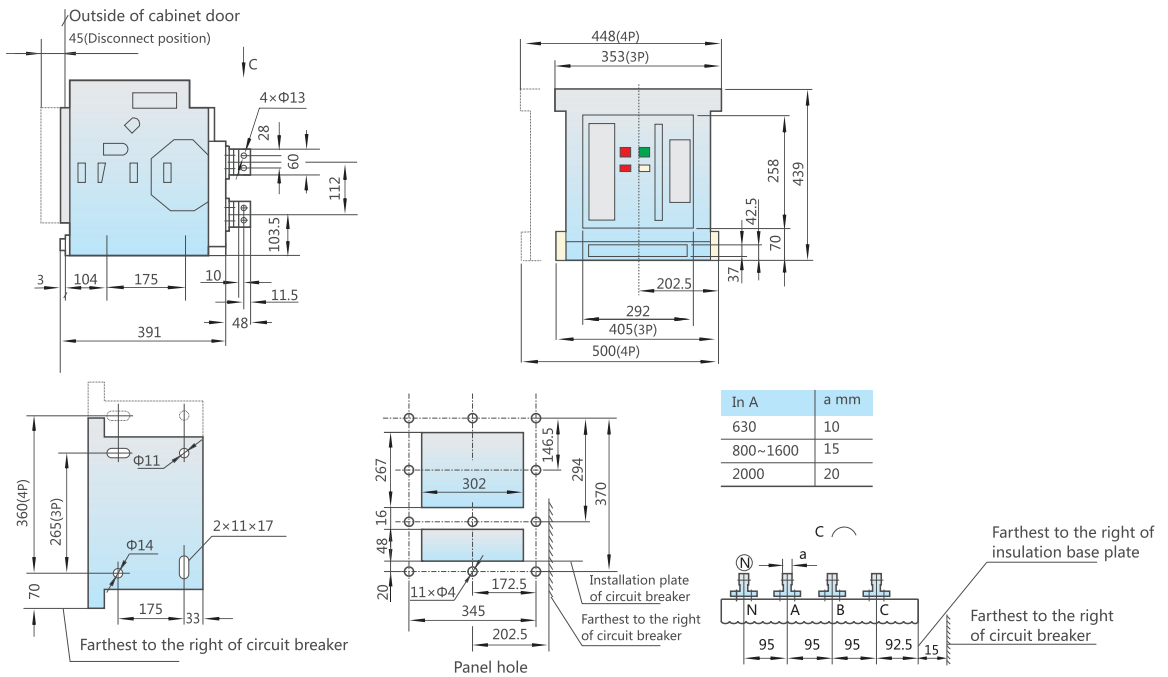 Outside of cabinet door
45(Disconnect position)
C
4×Φ13
28
60
112
103.5
3
104
175
10
11.5
48
391
448(4P)
353(3P)
258
439
42.5
70
37
202.5
292
405(3P)
500(4P)
360(4P)
265(3P)
70
Φ11
Φ14
2×11×17
175
33
Farthest to the right of circuit breaker
267
302
16
48
20
146.5
294
370
11×Φ4
172.5
345
202.5
Installation plate
of circuit breaker
Farthest to the right
of circuit breaker
Panel hole
In A
a mm
630
10
800~1600
15
2000
20
C
a
N
N
A
B
C
95
95
95
92.5
15
Farthest to the right of
insulation base plate
Farthest to the right
of circuit breaker